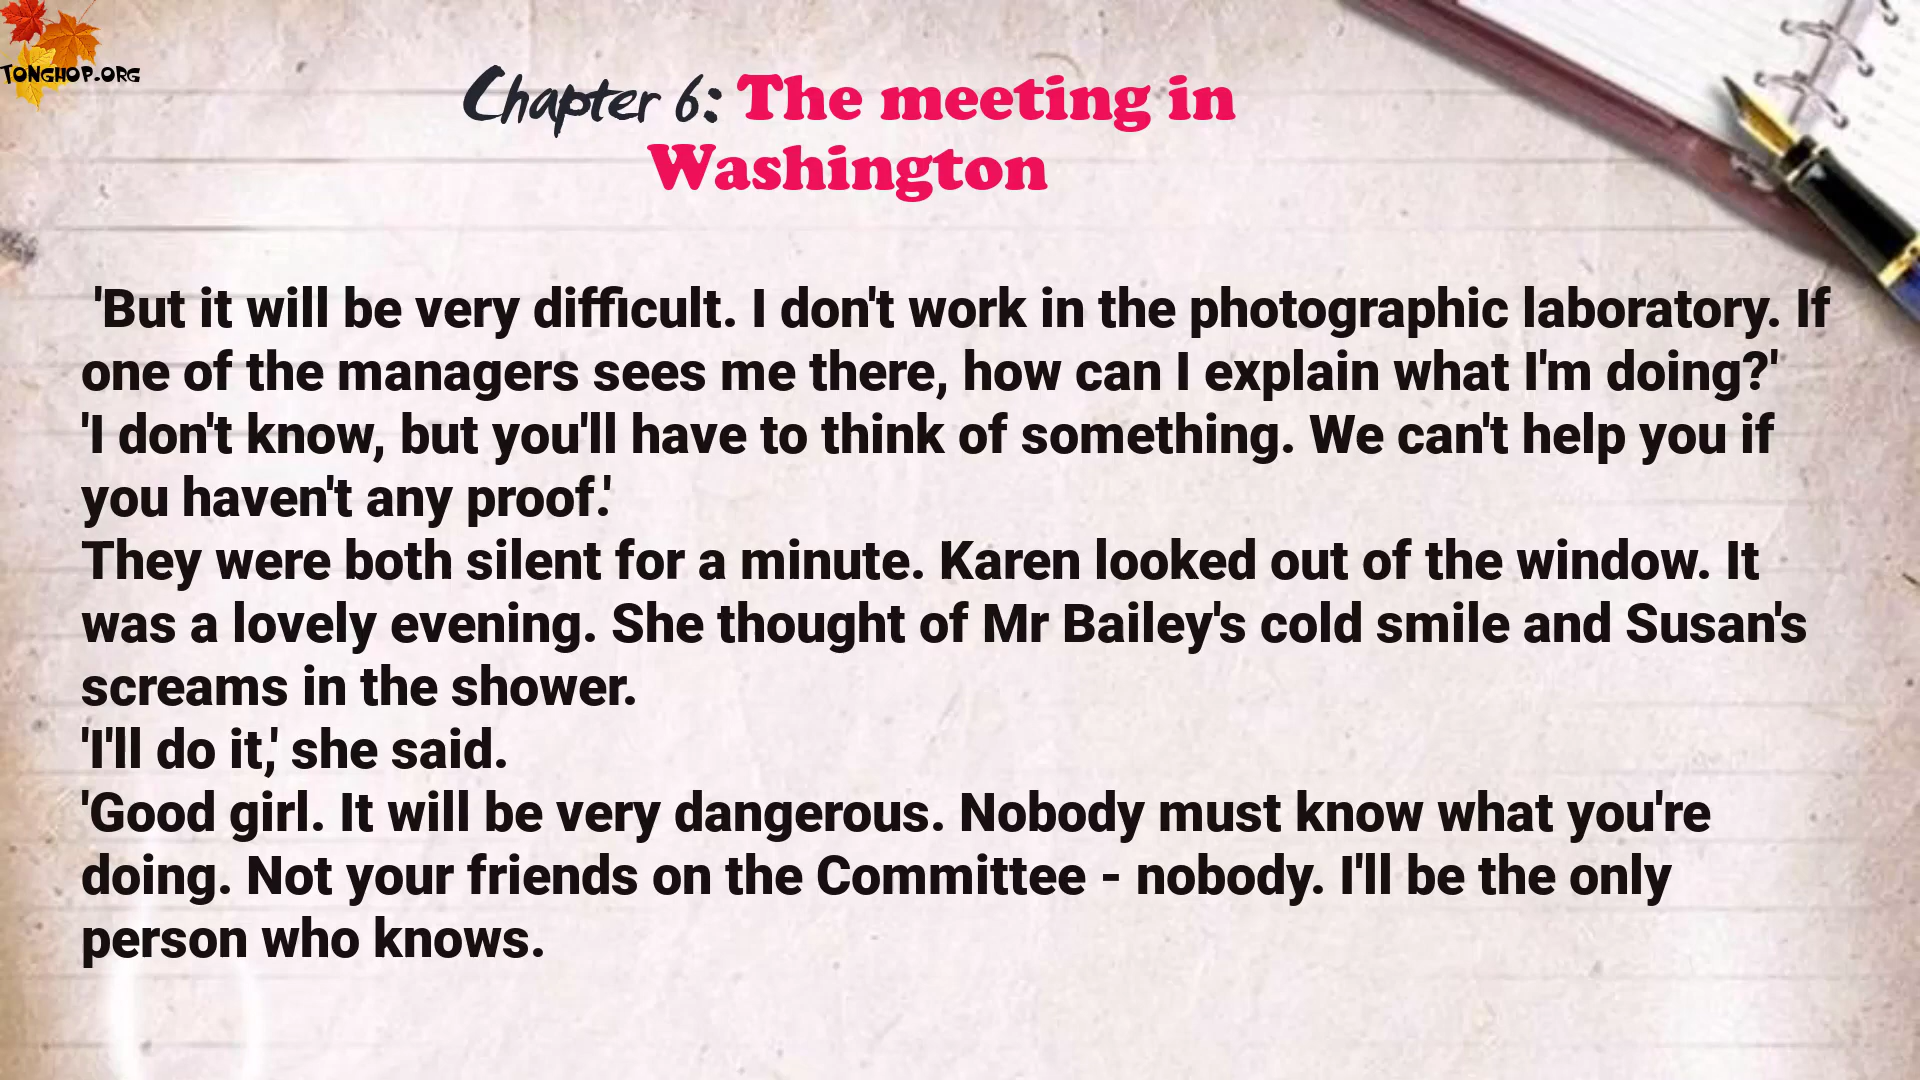 TONGHOP.ORG
Chapter 6: The meeting in
Washington
'But it will be very difficult. I don't work in the photographic laboratory. If
one of the managers sees me there, how can I explain what I'm doing?'
'I don't know, but you'll have to think of something. We can't help you if
you haven't any proof.'
They were both silent for a minute. Karen looked out of the window. It
was a lovely evening. She thought of Mr Bailey's cold smile and Susan's
screams in the shower.
'I'll do it,' she said.
'Good girl. It will be very dangerous. Nobody must know what you're
doing. Not your friends on the Committee - nobody. I'll be the only
person who knows.